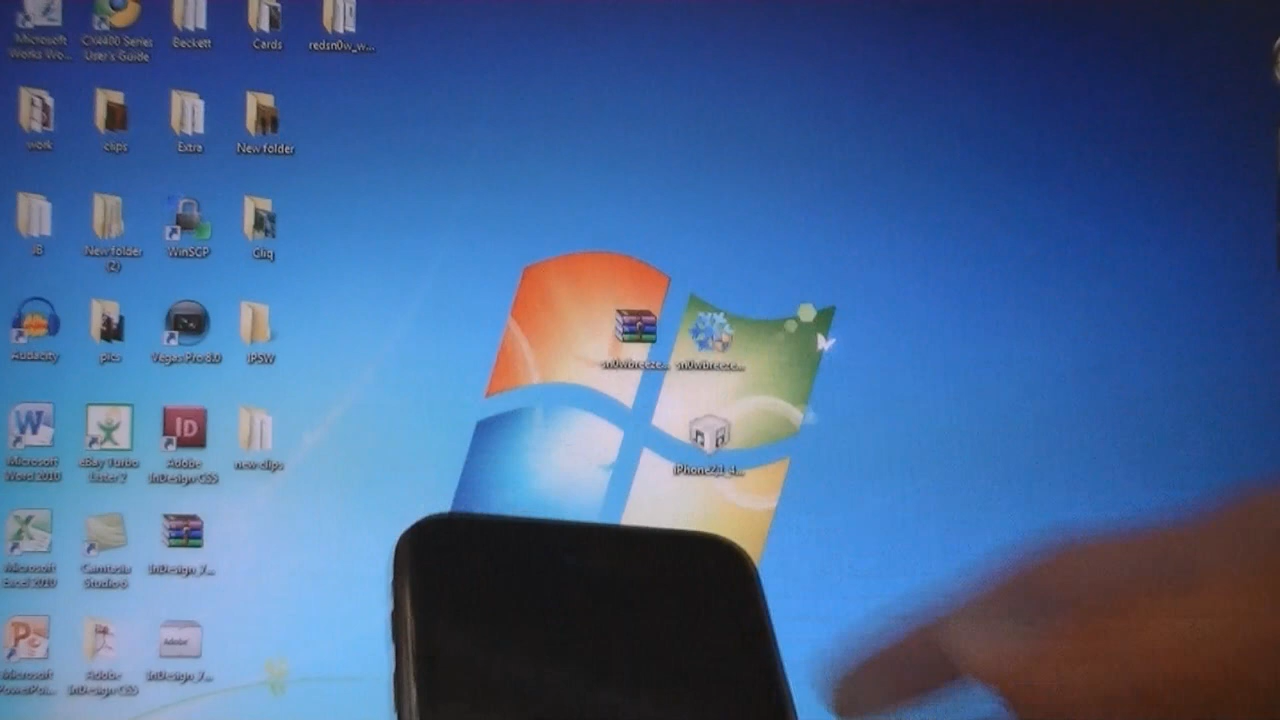 Microsoft
Works Wo...
CX4400 Series
User's Guide
Beckett
Cards
redsn0w_w...
work
clips
Extra
New folder
JB
New folder
(2)
WinSCP
Cliq
Audacity
pics
Vegas Pro 8.0
IPSW
Microsoft
Word 2010
eBay Turbo
Lister 2
Adobe
InDesign CS5
new clips
Microsoft
Excel 2010
Camtasia
Studio 6
InDesign_7...
Microsoft
PowerPoi...
Adobe
InDesign CS5
Adobe
InDesign_7...
sn0wbreeze...
sn0wbreeze...
iPhone2,1_4...